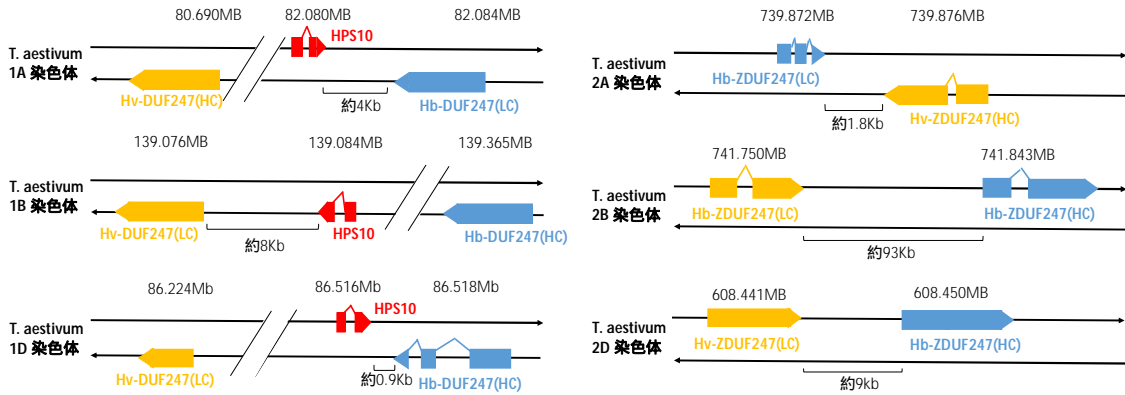 80.690MB 82.080MB 82.084MB
HPS10
T. aestivum
1A 染色体
Hv-DUF247(HC)
Hb-DUF247(LC)
約4Kb
139.076MB 139.084MB 139.365MB
T. aestivum
1B 染色体
Hv-DUF247(LC)
HPS10
Hb-DUF247(HC)
約8Kb
86.224Mb 86.516MB 86.518MB
HPS10
T. aestivum
1D 染色体
Hv-DUF247(LC)
約0.9Kb
Hb-DUF247(HC)
739.872MB 739.876MB
T. aestivum
2A 染色体
Hb-ZDUF247(LC)
Hv-ZDUF247(HC)
約1.8Kb
741.750MB 741.843MB
T. aestivum
2B 染色体
Hb-ZDUF247(LC)
Hb-ZDUF247(HC)
約93Kb
608.441MB 608.450MB
T. aestivum
2D 染色体
Hv-ZDUF247(LC)
Hb-ZDUF247(HC)
約9kb